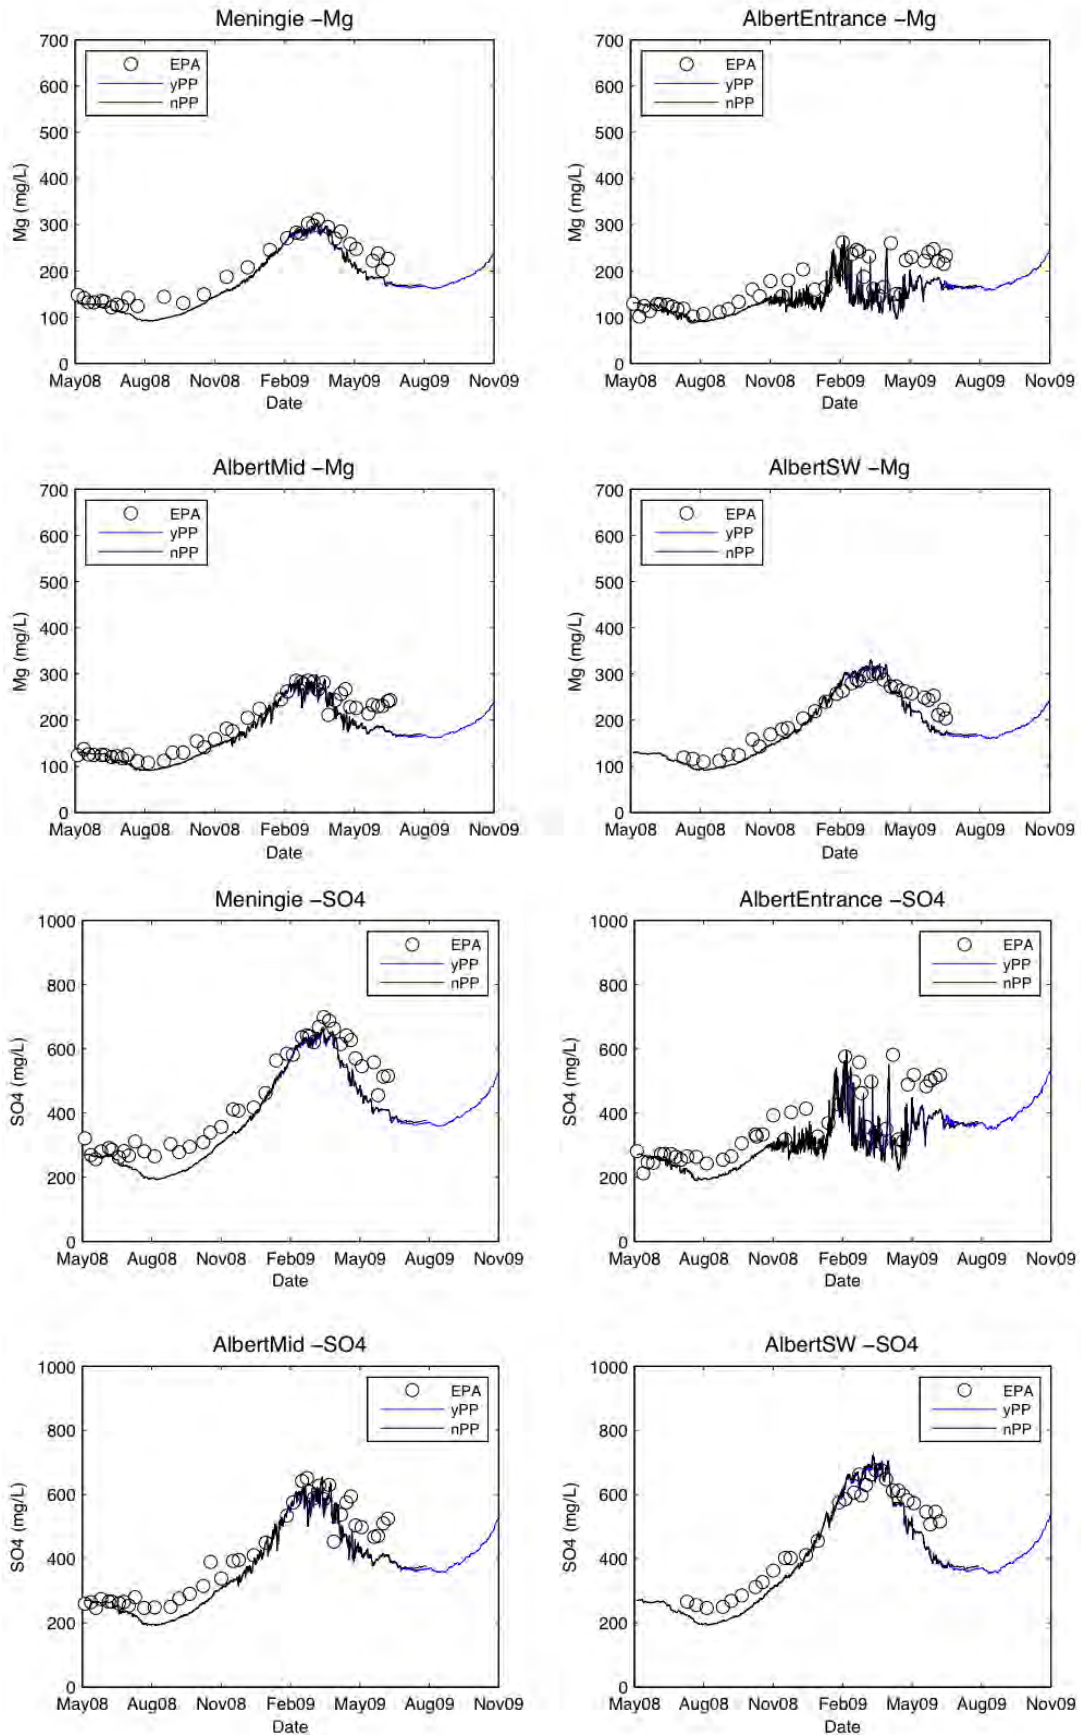 Meningie –Mg
AlbertEntrance –Mg
700
600
500
400
300
200
100
0
Mg (mg/L)
EPA
yPP
nPP
May08 Aug08 Nov08 Feb09 May09 Aug09 Nov09
Date
700
600
500
400
300
200
100
0
Mg (mg/L)
EPA
yPP
nPP
May08 Aug08 Nov08 Feb09 May09 Aug09 Nov09
Date
AlbertMid –Mg
AlbertSW –Mg
700
600
500
400
300
200
100
0
Mg (mg/L)
EPA
yPP
nPP
May08 Aug08 Nov08 Feb09 May09 Aug09 Nov09
Date
700
600
500
400
300
200
100
0
Mg (mg/L)
EPA
yPP
nPP
May08 Aug08 Nov08 Feb09 May09 Aug09 Nov09
Date
Meningie –SO4
AlbertEntrance –SO4
1000
800
600
400
200
0
SO4 (mg/L)
EPA
yPP
nPP
May08 Aug08 Nov08 Feb09 May09 Aug09 Nov09
Date
1000
800
600
400
200
0
SO4 (mg/L)
EPA
yPP
nPP
May08 Aug08 Nov08 Feb09 May09 Aug09 Nov09
Date
AlbertMid –SO4
AlbertSW –SO4
1000
800
600
400
200
0
SO4 (mg/L)
EPA
yPP
nPP
May08 Aug08 Nov08 Feb09 May09 Aug09 Nov09
Date
1000
800
600
400
200
0
SO4 (mg/L)
EPA
yPP
nPP
May08 Aug08 Nov08 Feb09 May09 Aug09 Nov09
Date